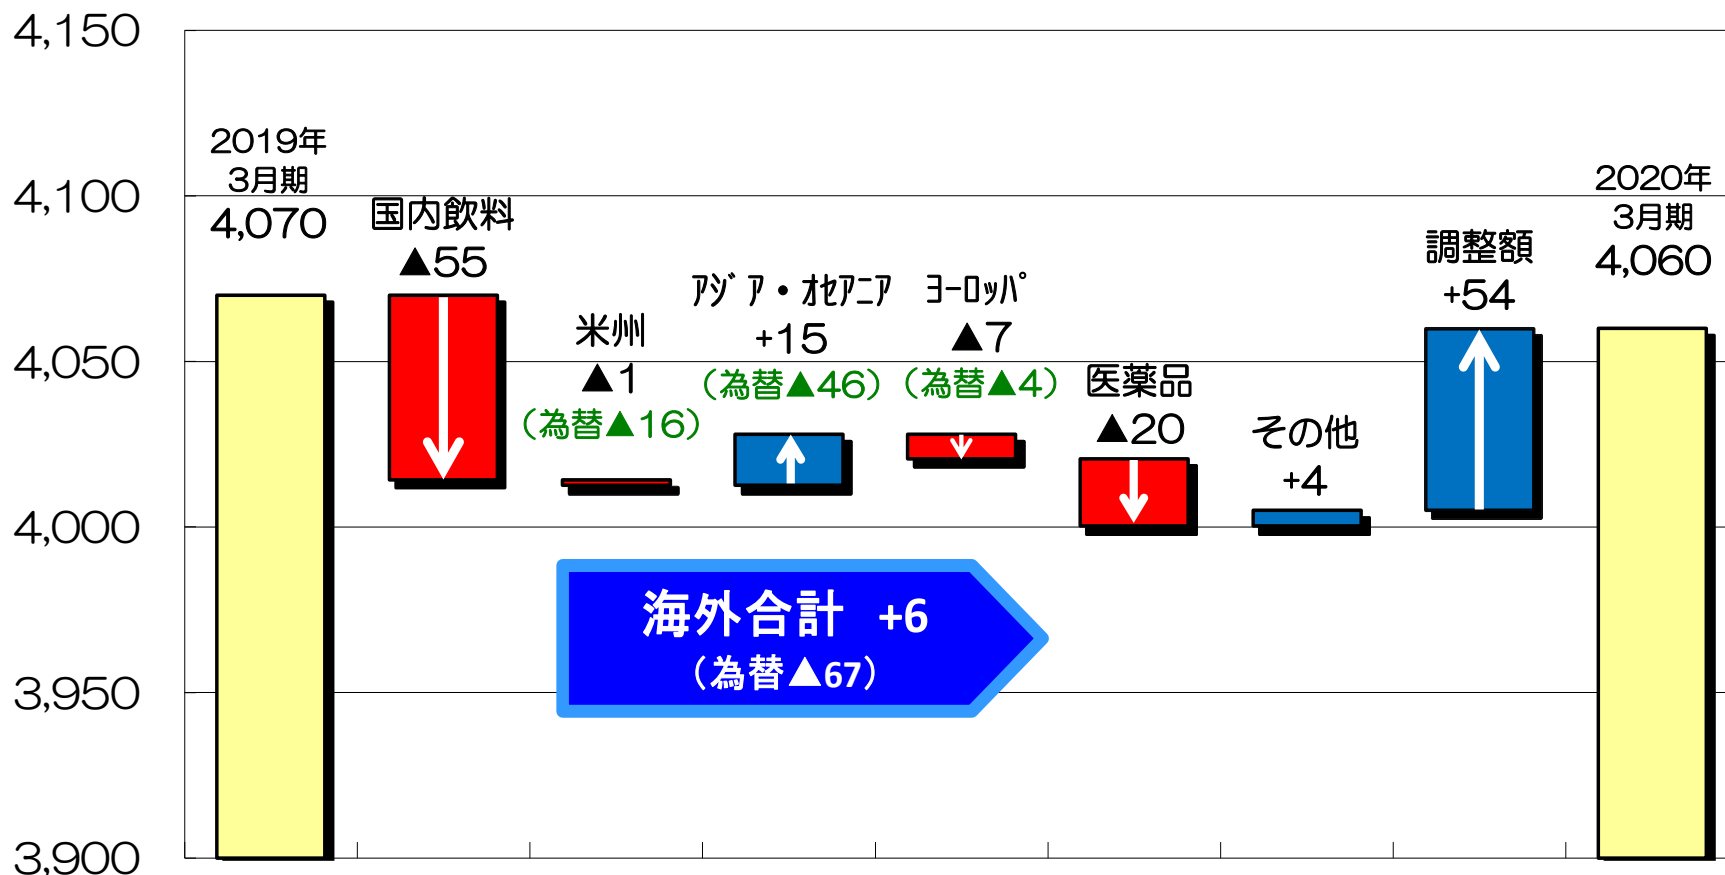 4,150
4,100
4,050
4,000
3,950
3,900
2019年
3月期
4,070
国内飲料
▲55
米州
▲1
（為替▲16）
ｱｼﾞｱ・ｵｾｱﾆｱ
+15
（為替▲46）
ﾖｰﾛｯﾊﾟ
▲7
（為替▲4）
医薬品
▲20
その他
+4
調整額
+54
2020年
3月期
4,060
海外合計 +6
（為替▲67）